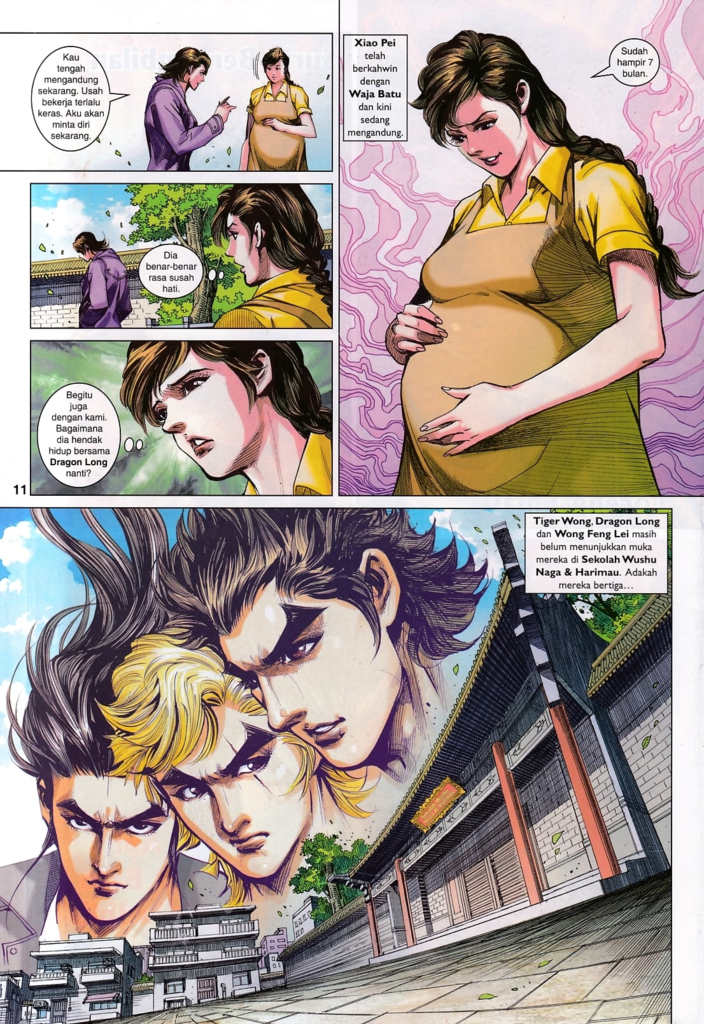 Kau
tengah
mengandung
sekarang. Usah
bekerja terlalu
keras. Aku akan
minta diri
sekarang.
Xiao Pei
telah
berkahwin
dengan
Waja Batu
dan kini
sedang
mengandung.
Sudah
hampir 7
bulan.
Dia
benar-benar
rasa susah
hati.
Begitu
juga
dengan kami.
Bagaimana
dia hendak
hidup bersama
Dragon Long
nanti?
11
Tiger Wong, Dragon Long
dan Wong Feng Lei masih
belum menunjukkan muka
mereka di Sekolah Wushu
Naga & Harimau. Adakah
mereka bertiga…